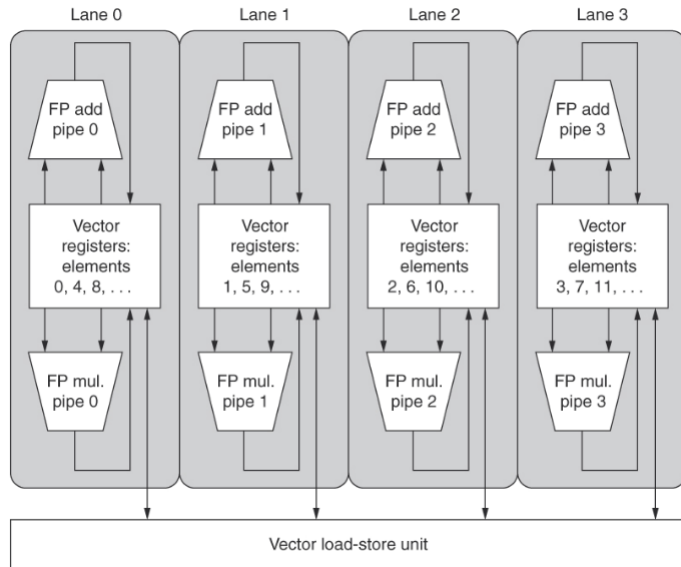 Lane 0
Lane 1
Lane 2
Lane 3
FP add
pipe 0
FP add
pipe 1
FP add
pipe 2
FP add
pipe 3
Vector
registers:
elements
0, 4, 8, . . .
Vector
registers:
elements
1, 5, 9, . . .
Vector
registers:
elements
2, 6, 10, . . .
Vector
registers:
elements
3, 7, 11, . . .
FP mul.
pipe 0
FP mul.
pipe 1
FP mul.
pipe 2
FP mul.
pipe 3
Vector load-store unit